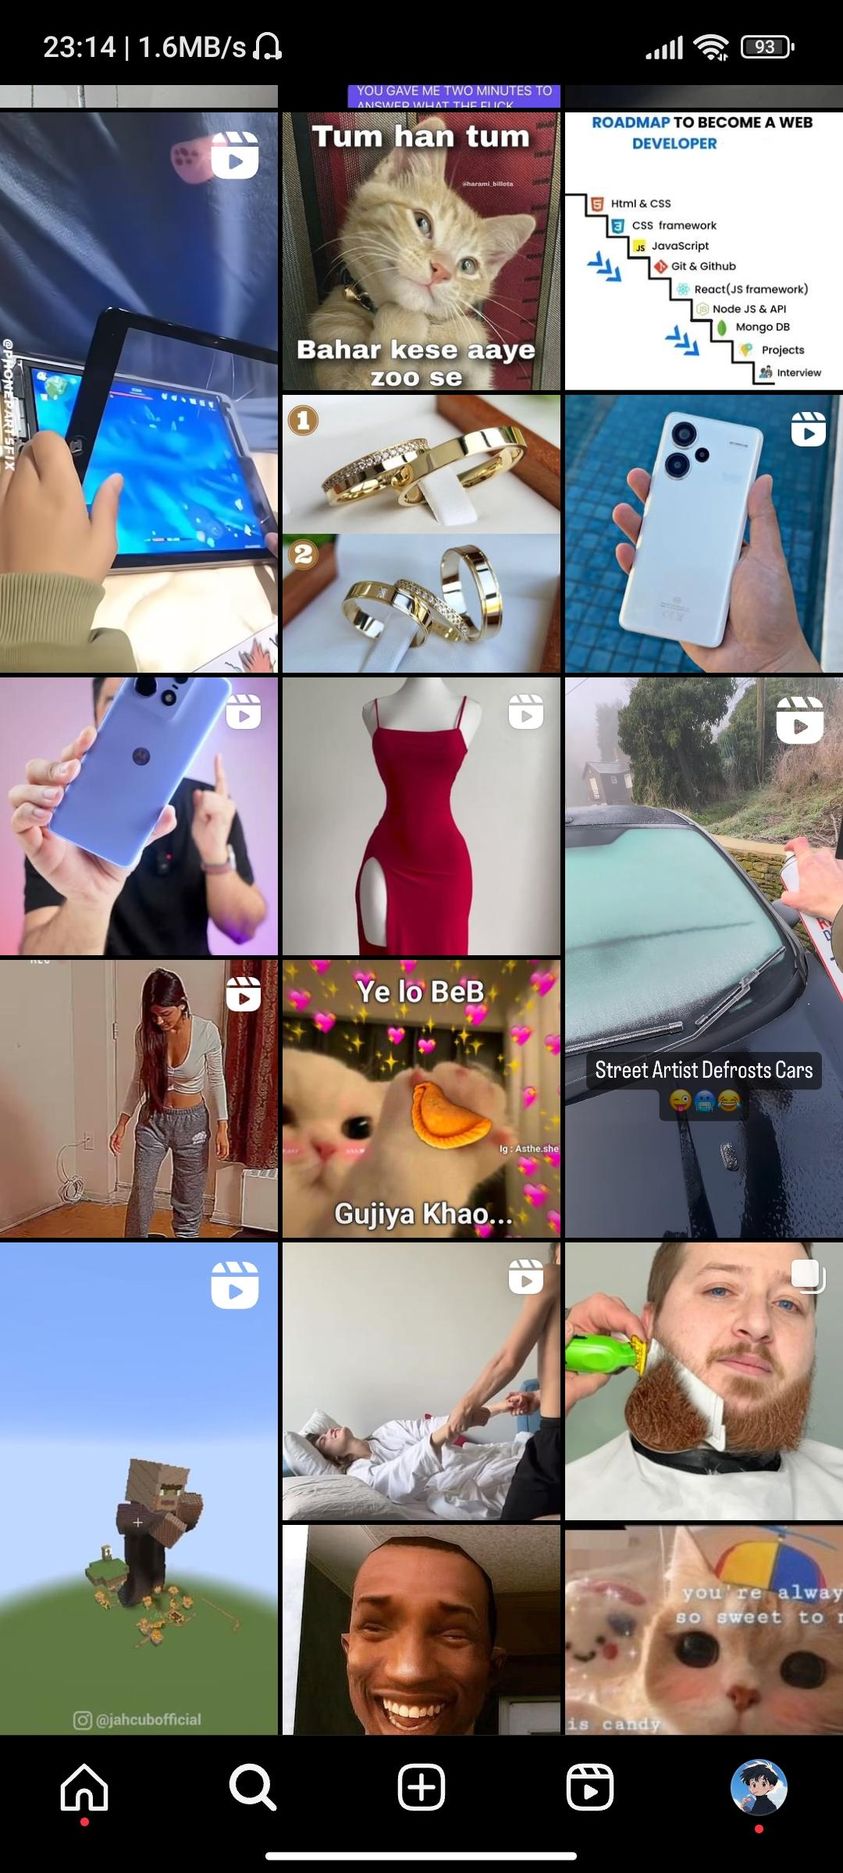 23:14 | 1.6MB/s
93
YOU GAVE ME TWO MINUTES TO
ANSWER WHAT THE FUCK
@PHONEPARTSFIX
Tum han tum
@harami_billota
Bahar kese aaye
zoo se
ROADMAP TO BECOME A WEB
DEVELOPER
Html & CSS
CSS framework
JS JavaScript
Git & Github
React(JS framework)
Node JS & API
Mongo DB
Projects
Interview
1
2
Ye lo BeB
Ig : Asthe.she
Gujiya Khao...
Street Artist Defrosts Cars
@jahcubofficial
you're alway
so sweet to
is candy